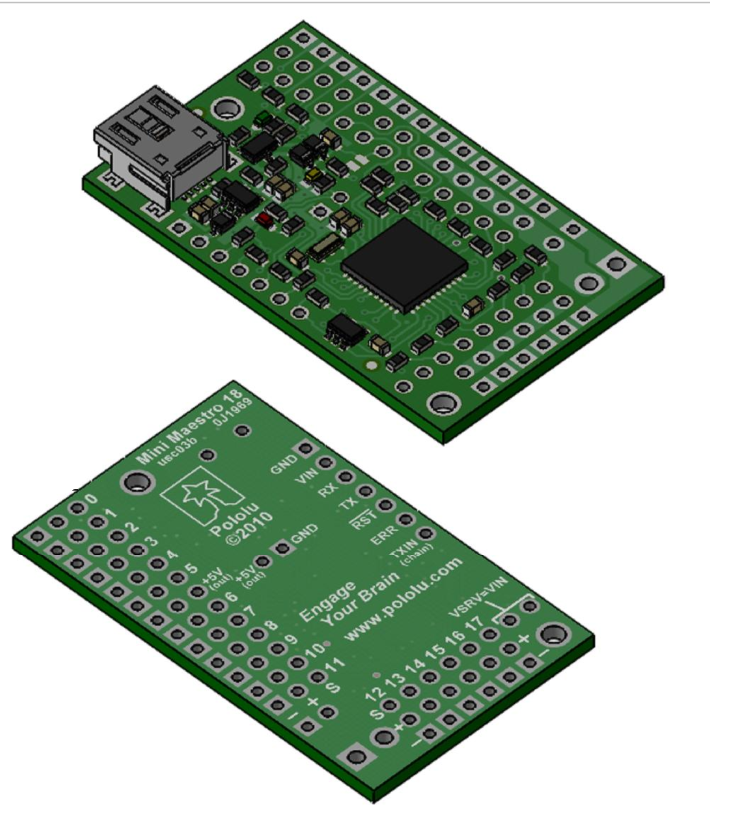 Mini Maestro 18
usc03b 0J1969
0
1
2
3
4
5
+5V
(out)
6
7
8
9
10
11
S
+
−
Pololu
©2010
+5V
(out)
GND
GND
VIN
RX
TX
RST
ERR
TXIN
(chain)
Engage
Your Brain
www.pololu.com
VSRV=VIN
12 13 14 15 16 17
S
+
−
+
−